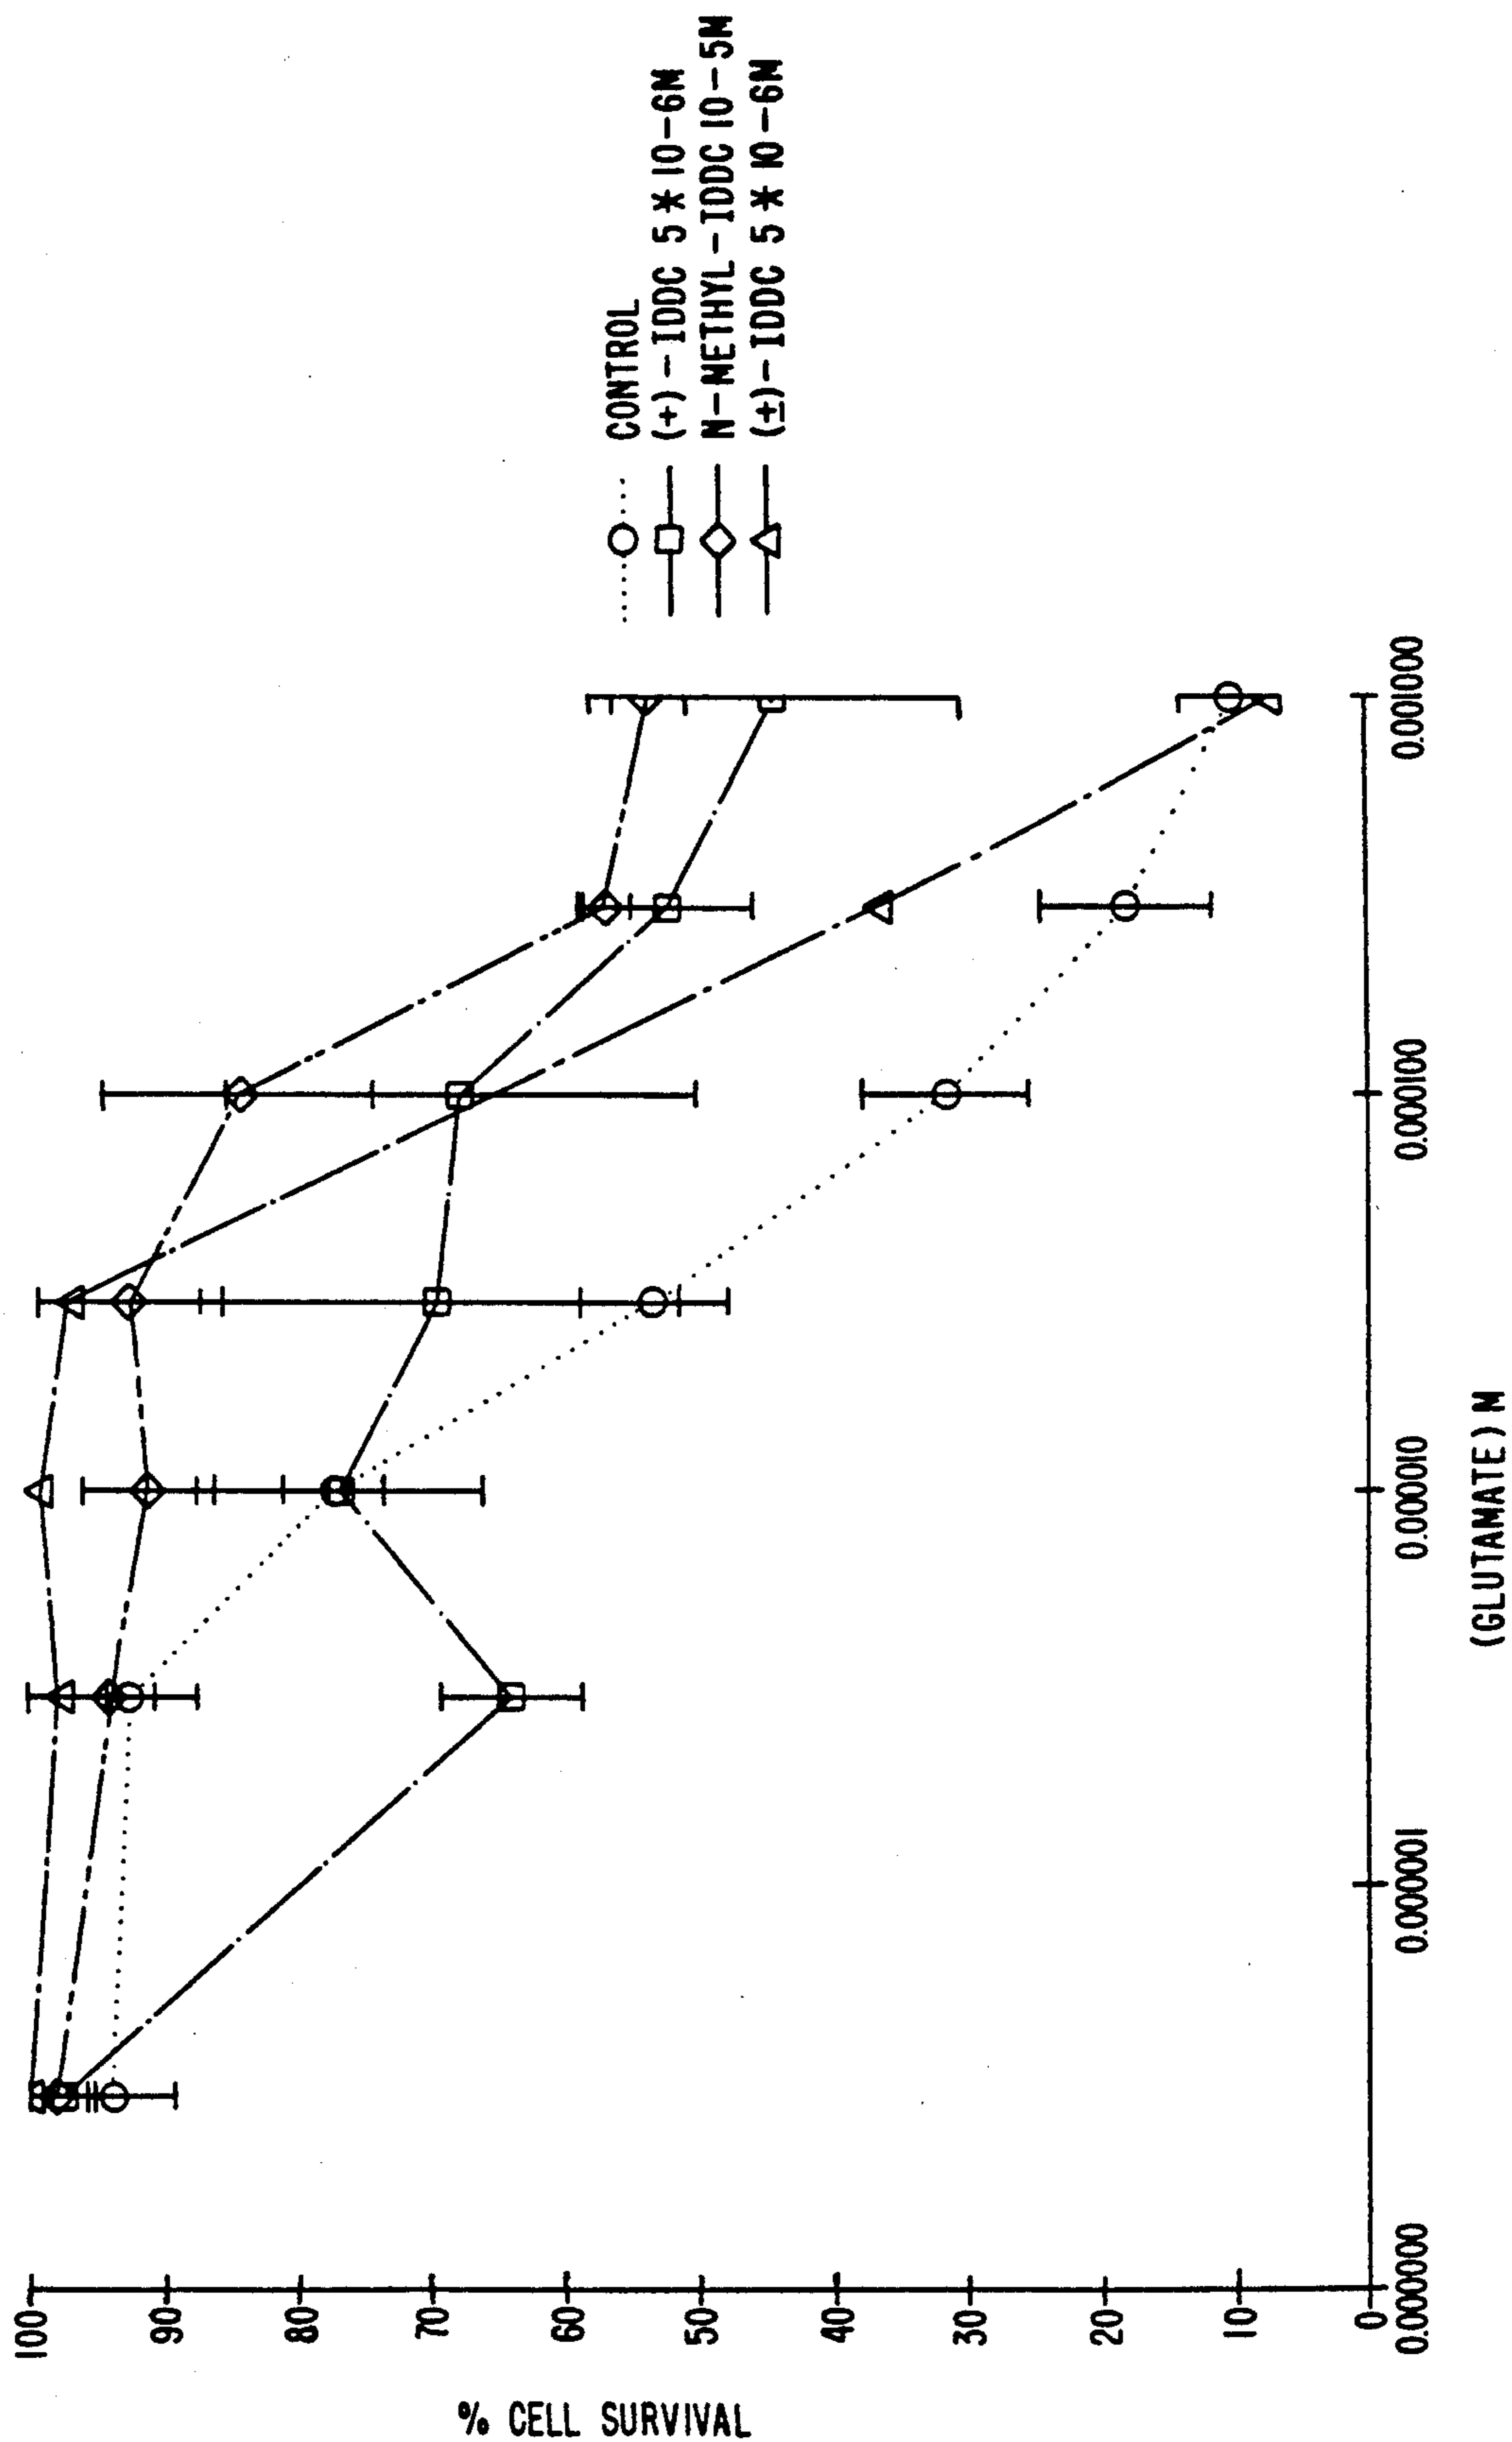 % CELL SURVIVAL
100
90
80
70
60
50
40
30
20
10
0
0.000000
0.000001
0.000010
0.000100
0.001000
(GLUTAMATE) M
CONTROL
(+)-IDDC 5*10-6M
N-METHYL-IDDC 10-5M
(±)-IDDC 5*10-6M